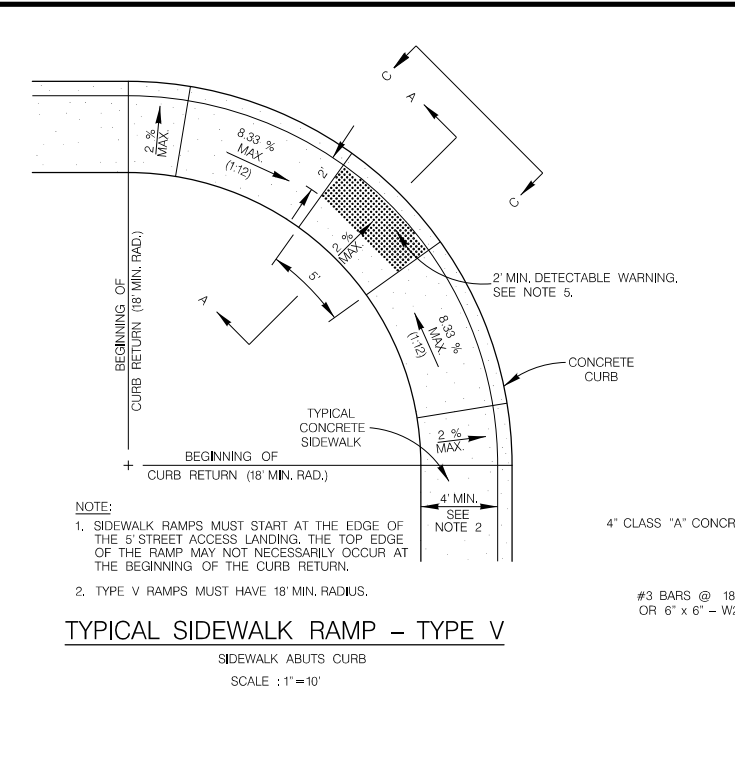 C
A
2 %
MAX.
8.33 %
MAX.
(1:12)
2'
C
2 %
MAX.
2' MIN. DETECTABLE WARNING.
SEE NOTE 5.
5'
A
BEGINNING OF
CURB RETURN (18' MIN. RAD.)
8.33 %
MAX.
(1:12)
CONCRETE
CURB
TYPICAL
CONCRETE
SIDEWALK
2 %
MAX.
BEGINNING OF
CURB RETURN (18' MIN. RAD.)
4' MIN.
SEE
NOTE 2
NOTE:
1. SIDEWALK RAMPS MUST START AT THE EDGE OF
THE 5' STREET ACCESS LANDING. THE TOP EDGE
OF THE RAMP MAY NOT NECESSARILY OCCUR AT
THE BEGINNING OF THE CURB RETURN.
2. TYPE V RAMPS MUST HAVE 18' MIN. RADIUS.
4" CLASS "A" CONCR
#3 BARS @ 18
OR 6" x 6" – W2
TYPICAL SIDEWALK RAMP – TYPE V
SIDEWALK ABUTS CURB
SCALE : 1"=10'